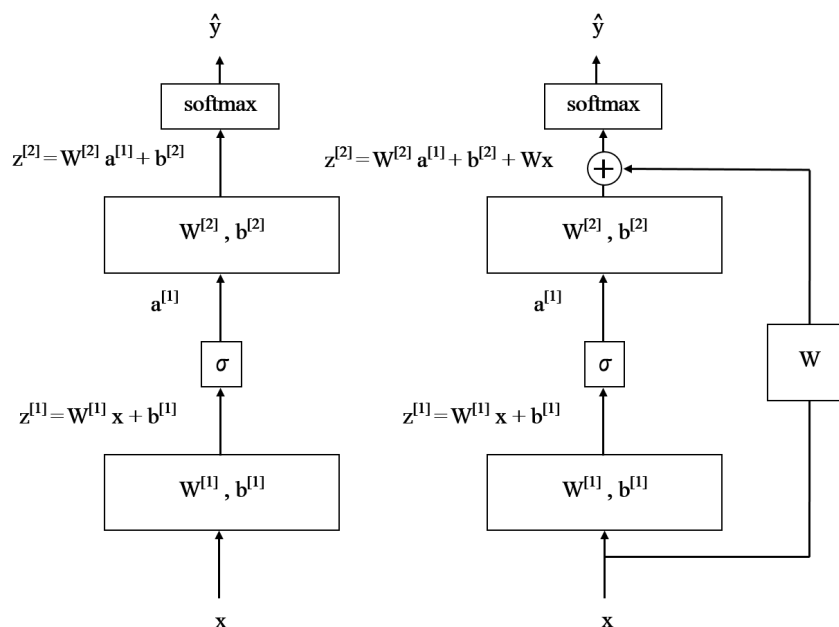 ŷ
softmax
z^[2] = W^[2] a^[1] + b^[2]
W^[2] , b^[2]
a^[1]
σ
z^[1] = W^[1] x + b^[1]
W^[1] , b^[1]
x
ŷ
softmax
z^[2] = W^[2] a^[1] + b^[2] + Wx
+
W^[2] , b^[2]
a^[1]
σ
W
z^[1] = W^[1] x + b^[1]
W^[1] , b^[1]
x